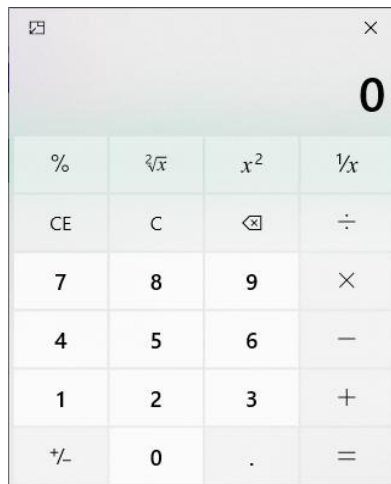 0
% ²√x x² ¹/x
CE C ÷
7 8 9 ×
4 5 6 −
1 2 3 +
+/− 0 . =